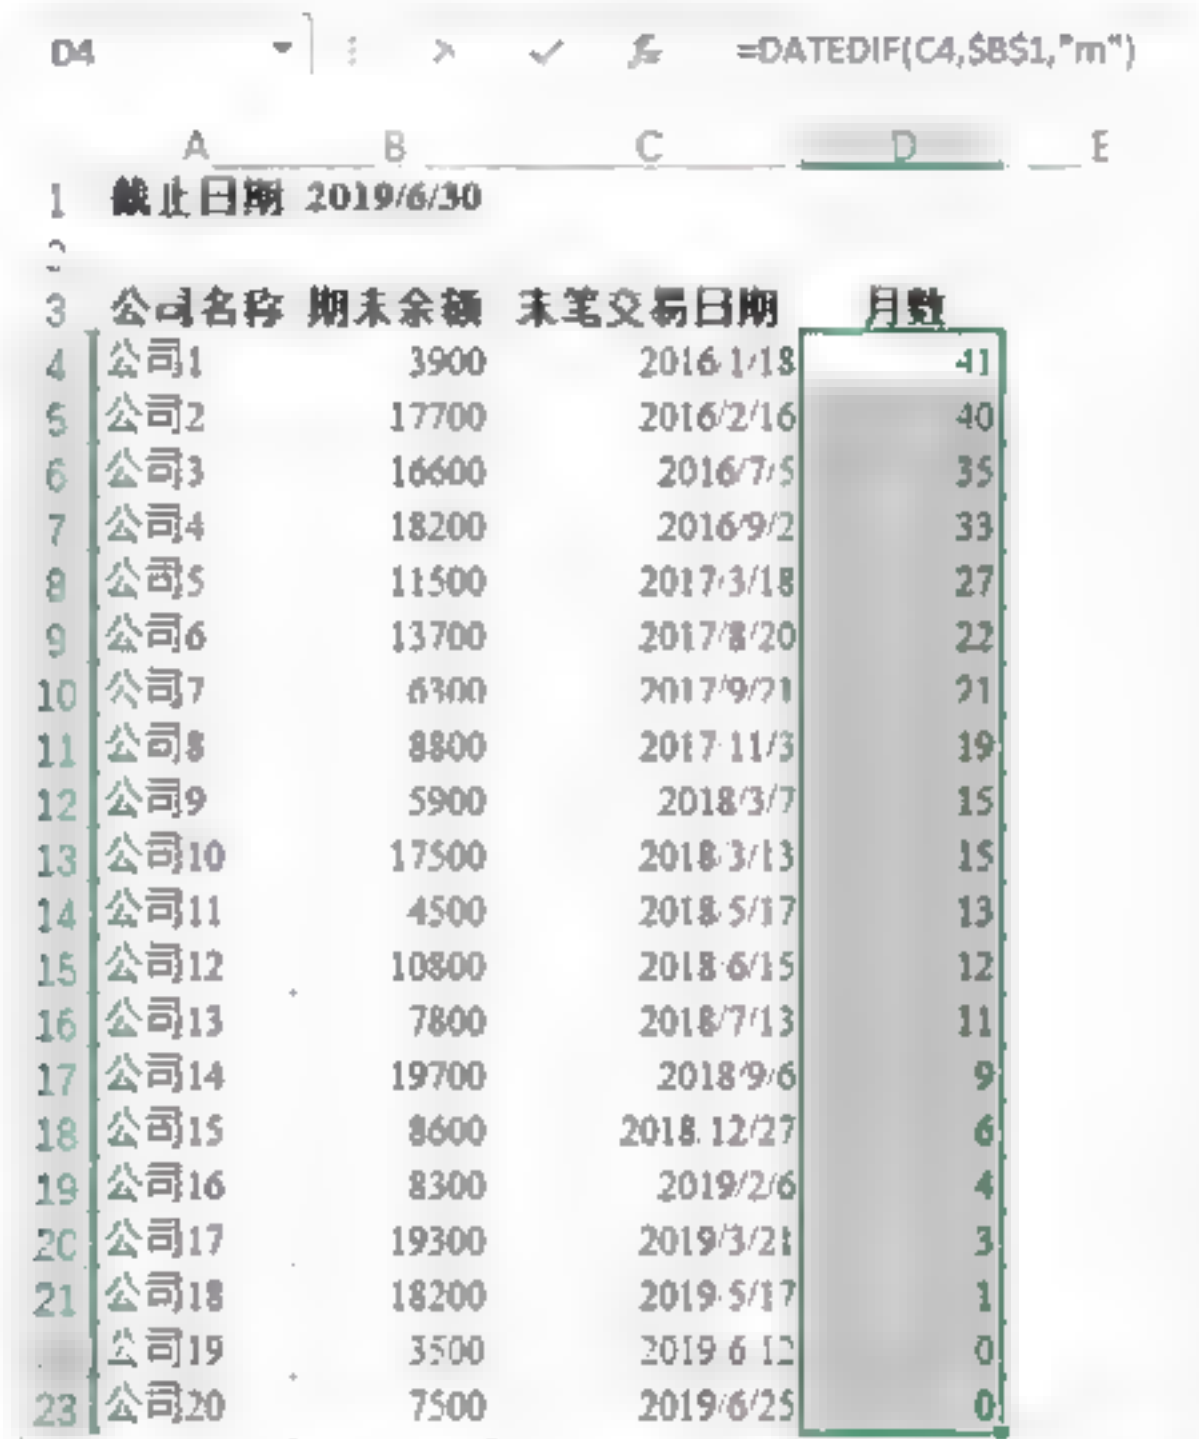 D4 =DATEDIF(C4,$B$1,"m")
A B C D E
1 截止日期 2019/6/30
2
3 公司名称 期末余额 末笔交易日期 月数
4 公司1 3900 2016/1/18 41
5 公司2 17700 2016/2/16 40
6 公司3 16600 2016/7/5 35
7 公司4 18200 2016/9/2 33
8 公司5 11500 2017/3/18 27
9 公司6 13700 2017/8/20 22
10 公司7 6300 2017/9/21 21
11 公司8 8800 2017/11/3 19
12 公司9 5900 2018/3/7 15
13 公司10 17500 2018/3/13 15
14 公司11 4500 2018/5/17 13
15 公司12 10800 2018/6/15 12
16 公司13 7800 2018/7/13 11
17 公司14 19700 2018/9/6 9
18 公司15 8600 2018/12/27 6
19 公司16 8300 2019/2/6 4
20 公司17 19300 2019/3/21 3
21 公司18 18200 2019/5/17 1
公司19 3500 2019/6/12 0
23 公司20 7500 2019/6/25 0